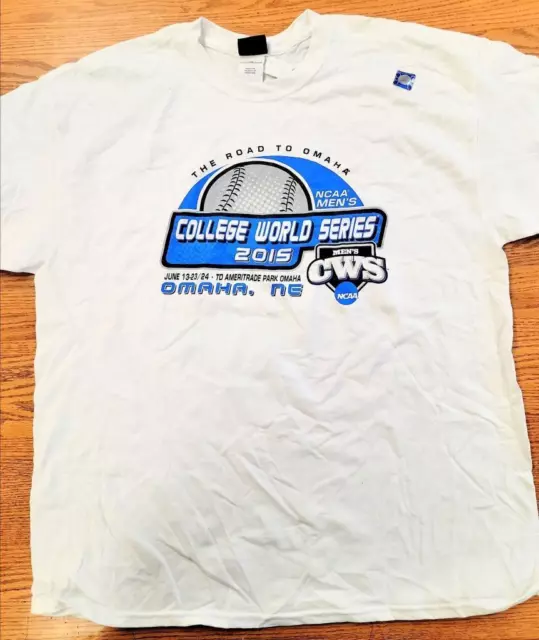 THE ROAD TO OMAHA®
NCAA® MEN'S
COLLEGE WORLD SERIES
2015
JUNE 13-23/24 - TD AMERITRADE PARK OMAHA
OMAHA, NE
MEN'S
CWS
NCAA